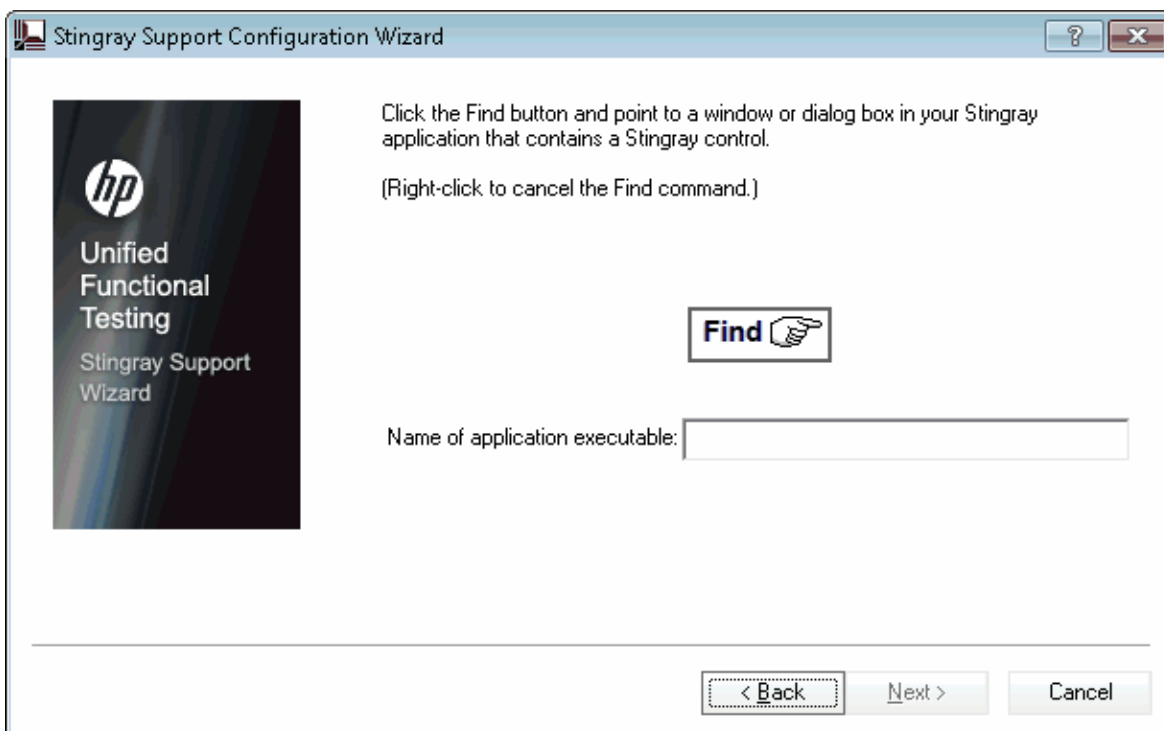 Stingray Support Configuration Wizard
?
hp
Unified
Functional
Testing
Stingray Support
Wizard
Click the Find button and point to a window or dialog box in your Stingray
application that contains a Stingray control.
(Right-click to cancel the Find command.)
Find
Name of application executable:
< Back
Next >
Cancel